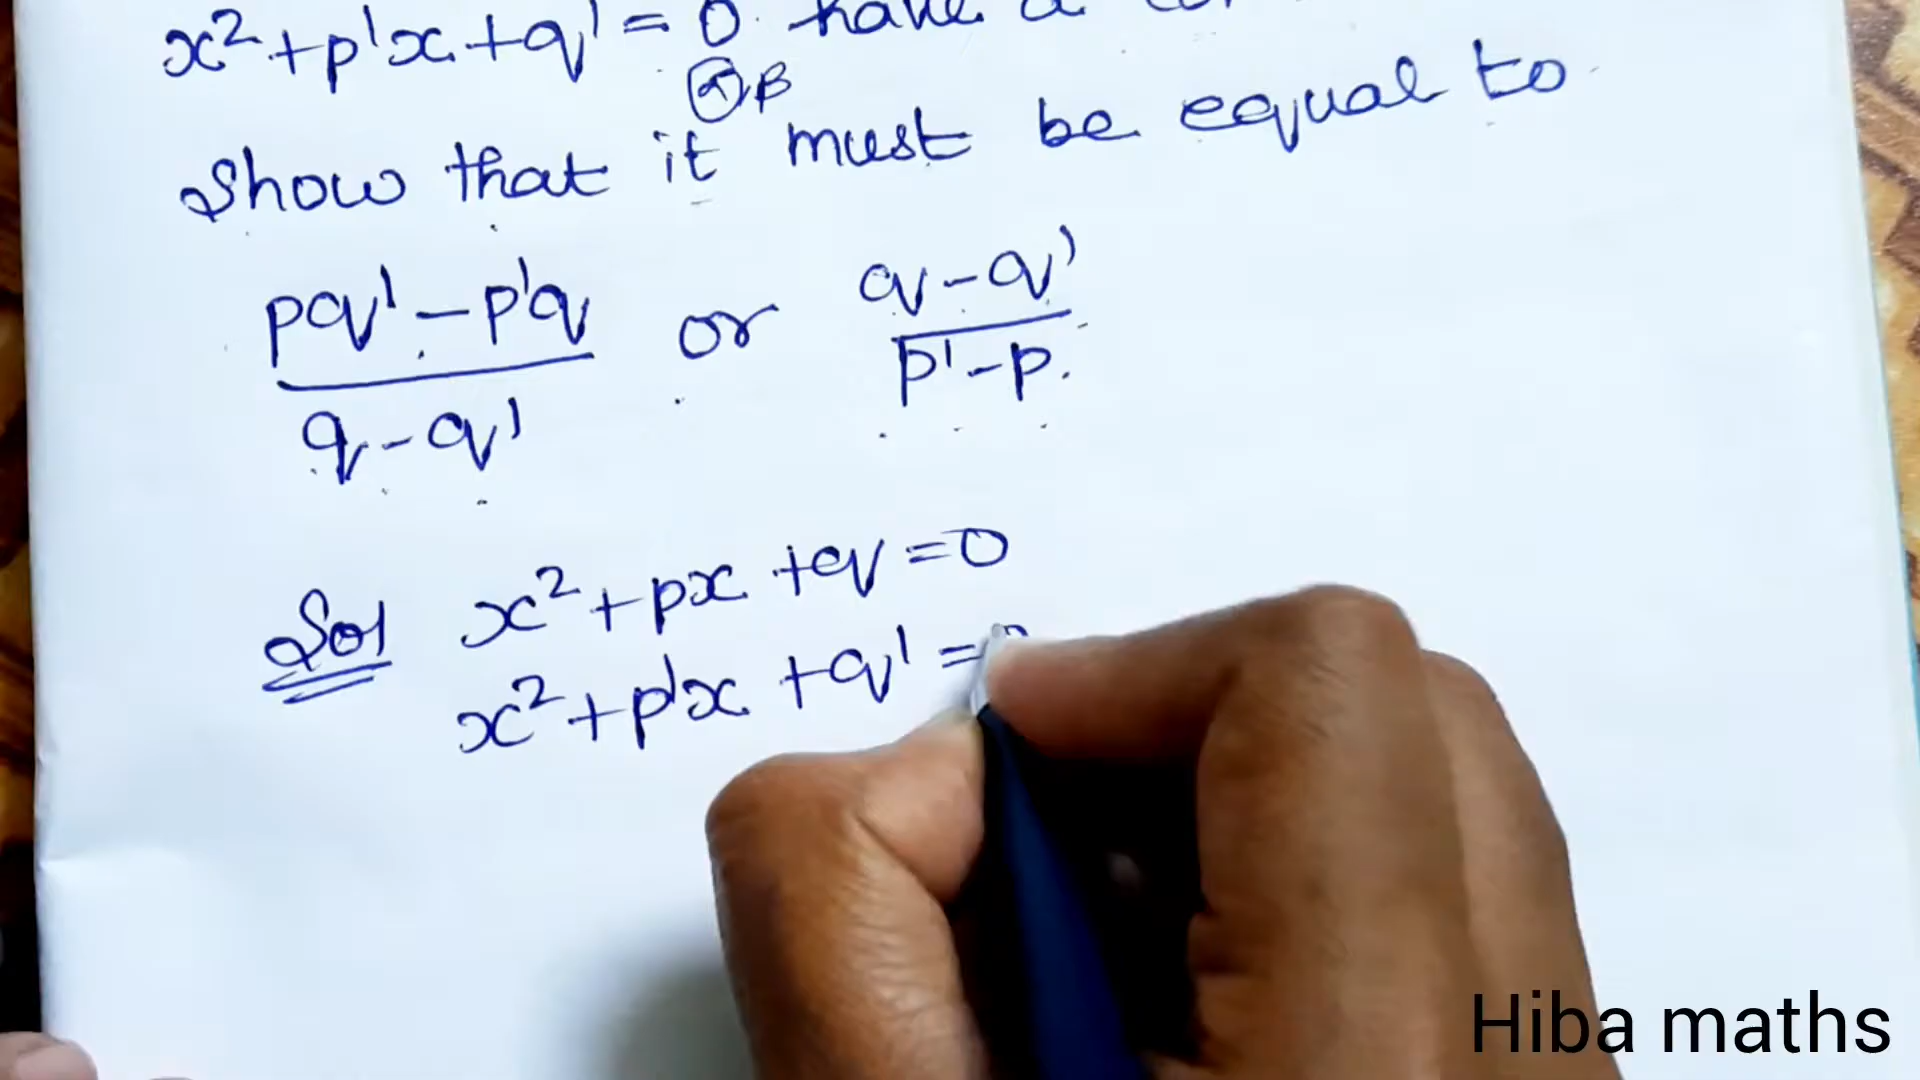 x²+p'x+q' = 0 have a
α, β
show that it must be equal to
pq' - p'q / q - q' or q - q' / p' - p.
Sol x² + px + q = 0
x² + p'x + q' =
Hiba maths